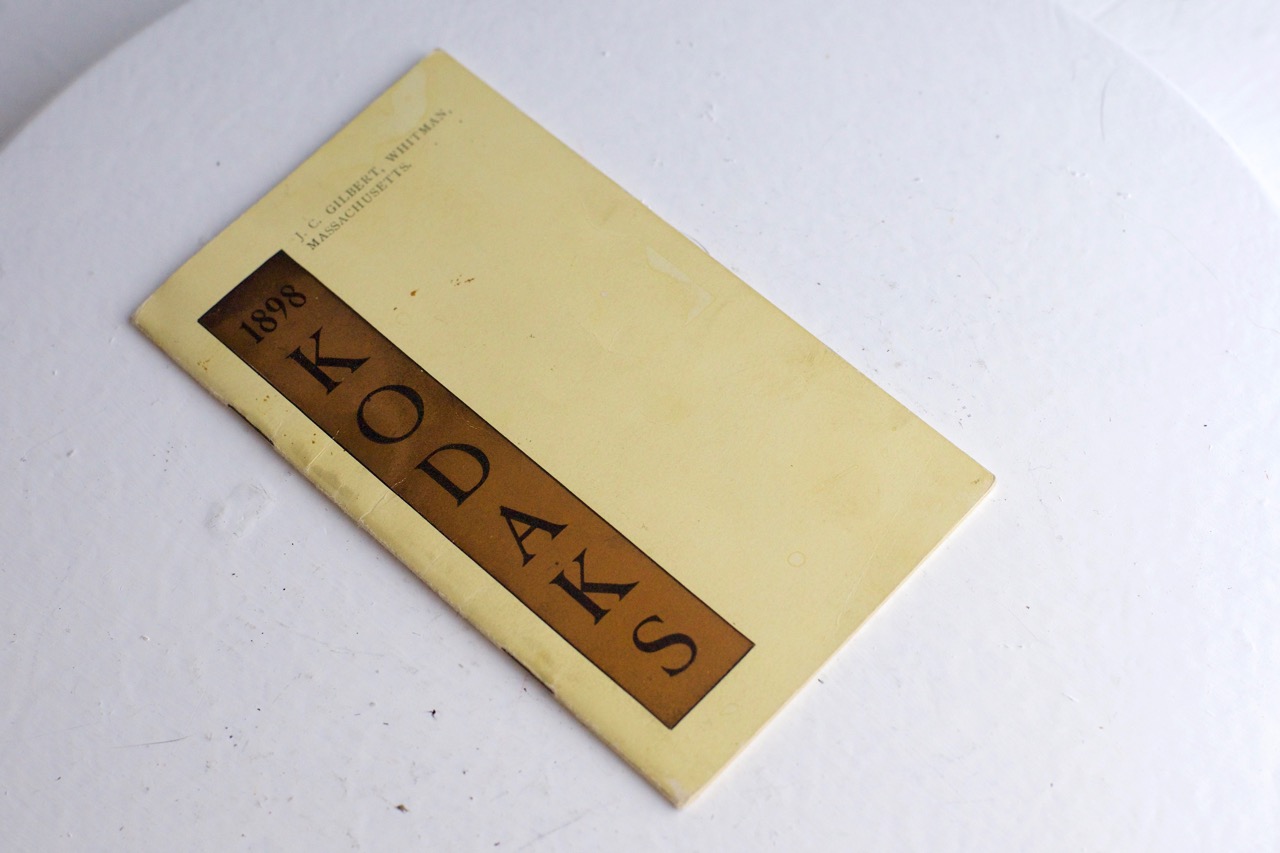 J. C. GILBERT, WHITMAN,
MASSACHUSETTS.
1898
KODAKS